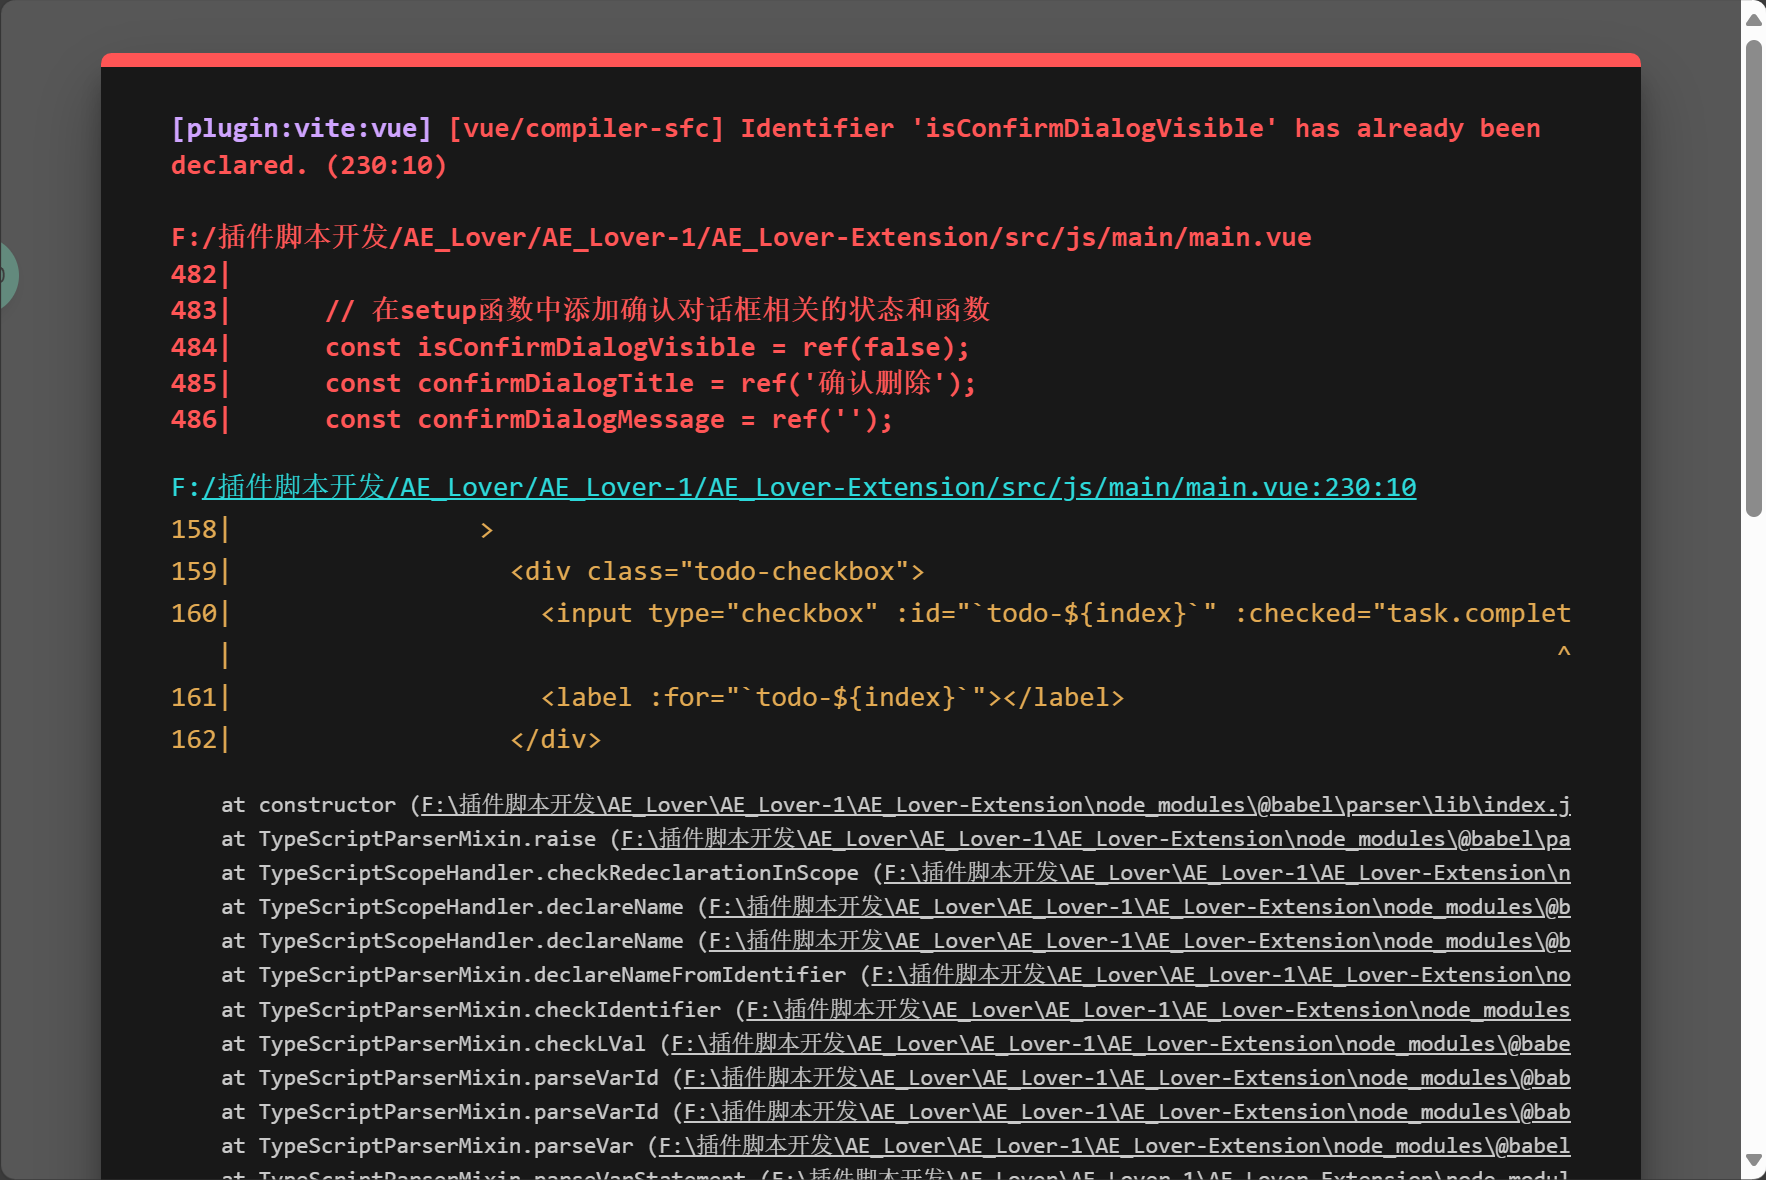 [plugin:vite:vue] [vue/compiler-sfc] Identifier 'isConfirmDialogVisible' has already been
declared. (230:10)
F:/插件脚本开发/AE_Lover/AE_Lover-1/AE_Lover-Extension/src/js/main/main.vue
482|
483|      // 在setup函数中添加确认对话框相关的状态和函数
484|      const isConfirmDialogVisible = ref(false);
485|      const confirmDialogTitle = ref('确认删除');
486|      const confirmDialogMessage = ref('');
F:/插件脚本开发/AE_Lover/AE_Lover-1/AE_Lover-Extension/src/js/main/main.vue:230:10
158|                >
159|                  <div class="todo-checkbox">
160|                    <input type="checkbox" :id="`todo-${index}`" :checked="task.complet
|                                                                                      ^
161|                    <label :for="`todo-${index}`"></label>
162|                  </div>
at constructor (F:\插件脚本开发\AE_Lover\AE_Lover-1\AE_Lover-Extension\node_modules\@babel\parser\lib\index.j
at TypeScriptParserMixin.raise (F:\插件脚本开发\AE_Lover\AE_Lover-1\AE_Lover-Extension\node_modules\@babel\pa
at TypeScriptScopeHandler.checkRedeclarationInScope (F:\插件脚本开发\AE_Lover\AE_Lover-1\AE_Lover-Extension\n
at TypeScriptScopeHandler.declareName (F:\插件脚本开发\AE_Lover\AE_Lover-1\AE_Lover-Extension\node_modules\@b
at TypeScriptScopeHandler.declareName (F:\插件脚本开发\AE_Lover\AE_Lover-1\AE_Lover-Extension\node_modules\@b
at TypeScriptParserMixin.declareNameFromIdentifier (F:\插件脚本开发\AE_Lover\AE_Lover-1\AE_Lover-Extension\no
at TypeScriptParserMixin.checkIdentifier (F:\插件脚本开发\AE_Lover\AE_Lover-1\AE_Lover-Extension\node_modules
at TypeScriptParserMixin.checkLVal (F:\插件脚本开发\AE_Lover\AE_Lover-1\AE_Lover-Extension\node_modules\@babe
at TypeScriptParserMixin.parseVarId (F:\插件脚本开发\AE_Lover\AE_Lover-1\AE_Lover-Extension\node_modules\@bab
at TypeScriptParserMixin.parseVarId (F:\插件脚本开发\AE_Lover\AE_Lover-1\AE_Lover-Extension\node_modules\@bab
at TypeScriptParserMixin.parseVar (F:\插件脚本开发\AE_Lover\AE_Lover-1\AE_Lover-Extension\node_modules\@babel
at TypeScriptParserMixin.parseVarStatement (F:\插件脚本开发\AE_Lover\AE_Lover-1\AE_Lover-Extension\node_modul